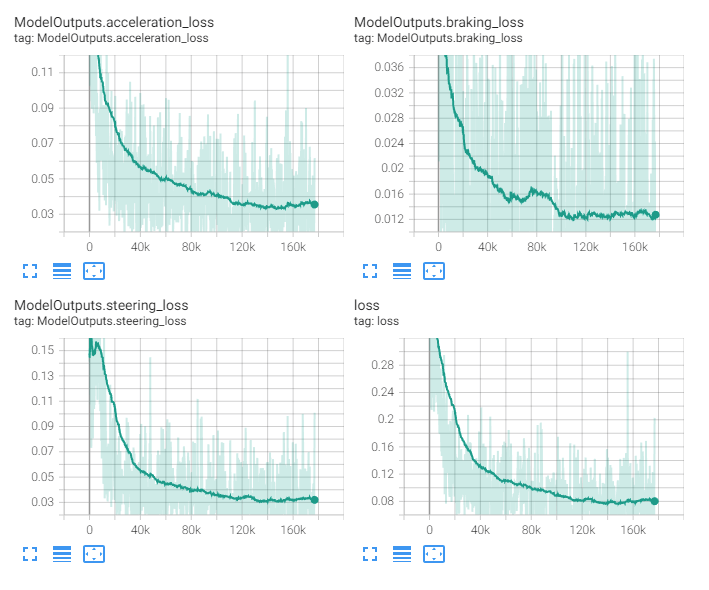 ModelOutputs.acceleration_loss
tag: ModelOutputs.acceleration_loss
0.11
0.09
0.07
0.05
0.03
0 40k 80k 120k 160k
ModelOutputs.braking_loss
tag: ModelOutputs.braking_loss
0.036
0.028
0.024
0.02
0.016
0.012
0 40k 80k 120k 160k
ModelOutputs.steering_loss
tag: ModelOutputs.steering_loss
0.15
0.13
0.11
0.09
0.07
0.05
0.03
0 40k 80k 120k 160k
loss
tag: loss
0.28
0.24
0.2
0.16
0.12
0.08
0 40k 80k 120k 160k